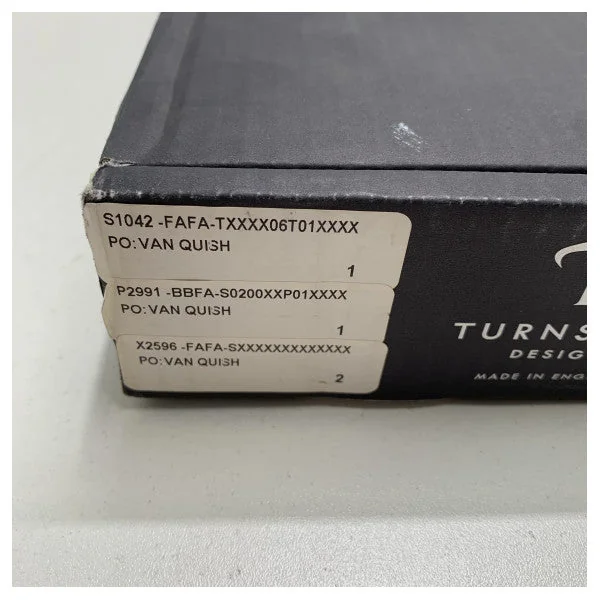 S1042 -FAFA-TXXXX06T01XXXX
PO: VAN QUISH
1
P2991 -BBFA-S0200XXP01XXXX
PO: VAN QUISH
1
X2596 -FAFA-SXXXXXXXXXXXXX
PO: VAN QUISH
2
T
TURNS
DESIG
MADE IN ENG